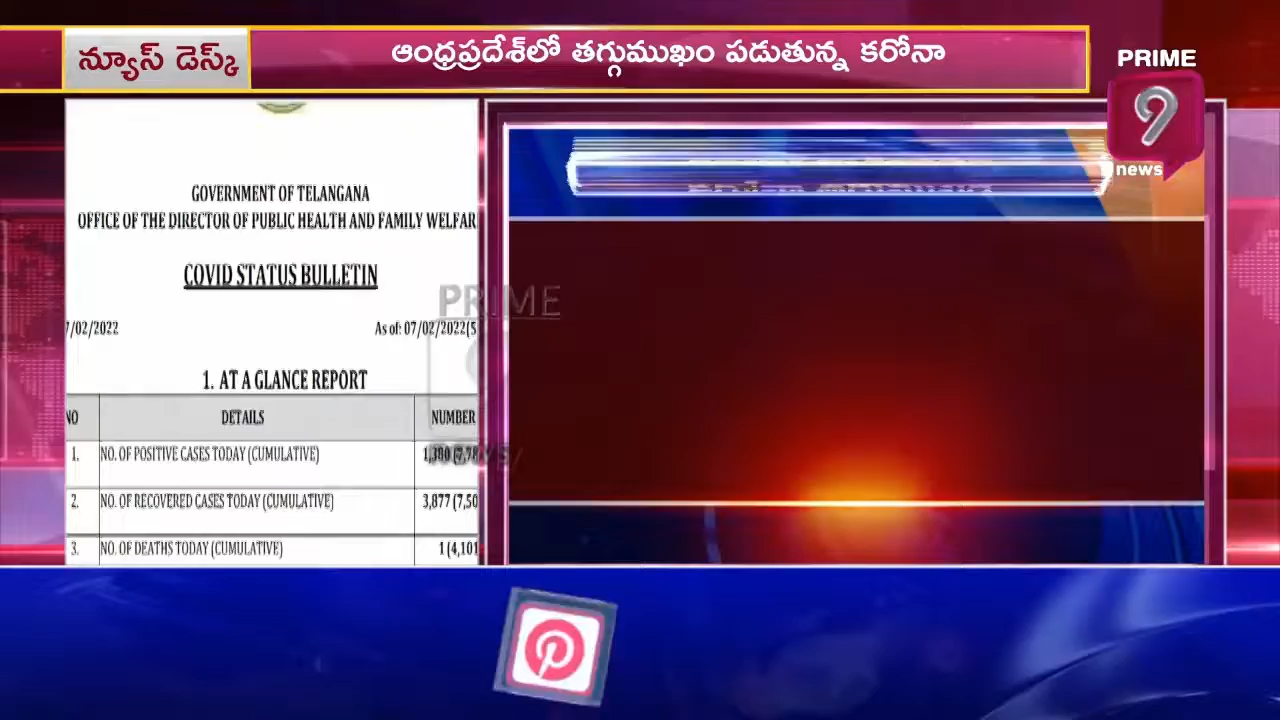 న్యూస్ డెస్క్
ఆంధ్రప్రదేశ్‌లో తగ్గుముఖం పడుతున్న కరోనా
PRIME
9
news
GOVERNMENT OF TELANGANA
OFFICE OF THE DIRECTOR OF PUBLIC HEALTH AND FAMILY WELFAR
COVID STATUS BULLETIN
7/02/2022 As of: 07/02/2022(5
PRIME
1. AT A GLANCE REPORT
NO DETAILS NUMBER
1. NO. OF POSITIVE CASES TODAY (CUMULATIVE) 1,380 (7,78
2. NO. OF RECOVERED CASES TODAY (CUMULATIVE) 3,877 (7,50
3. NO. OF DEATHS TODAY (CUMULATIVE) 1 (4,101